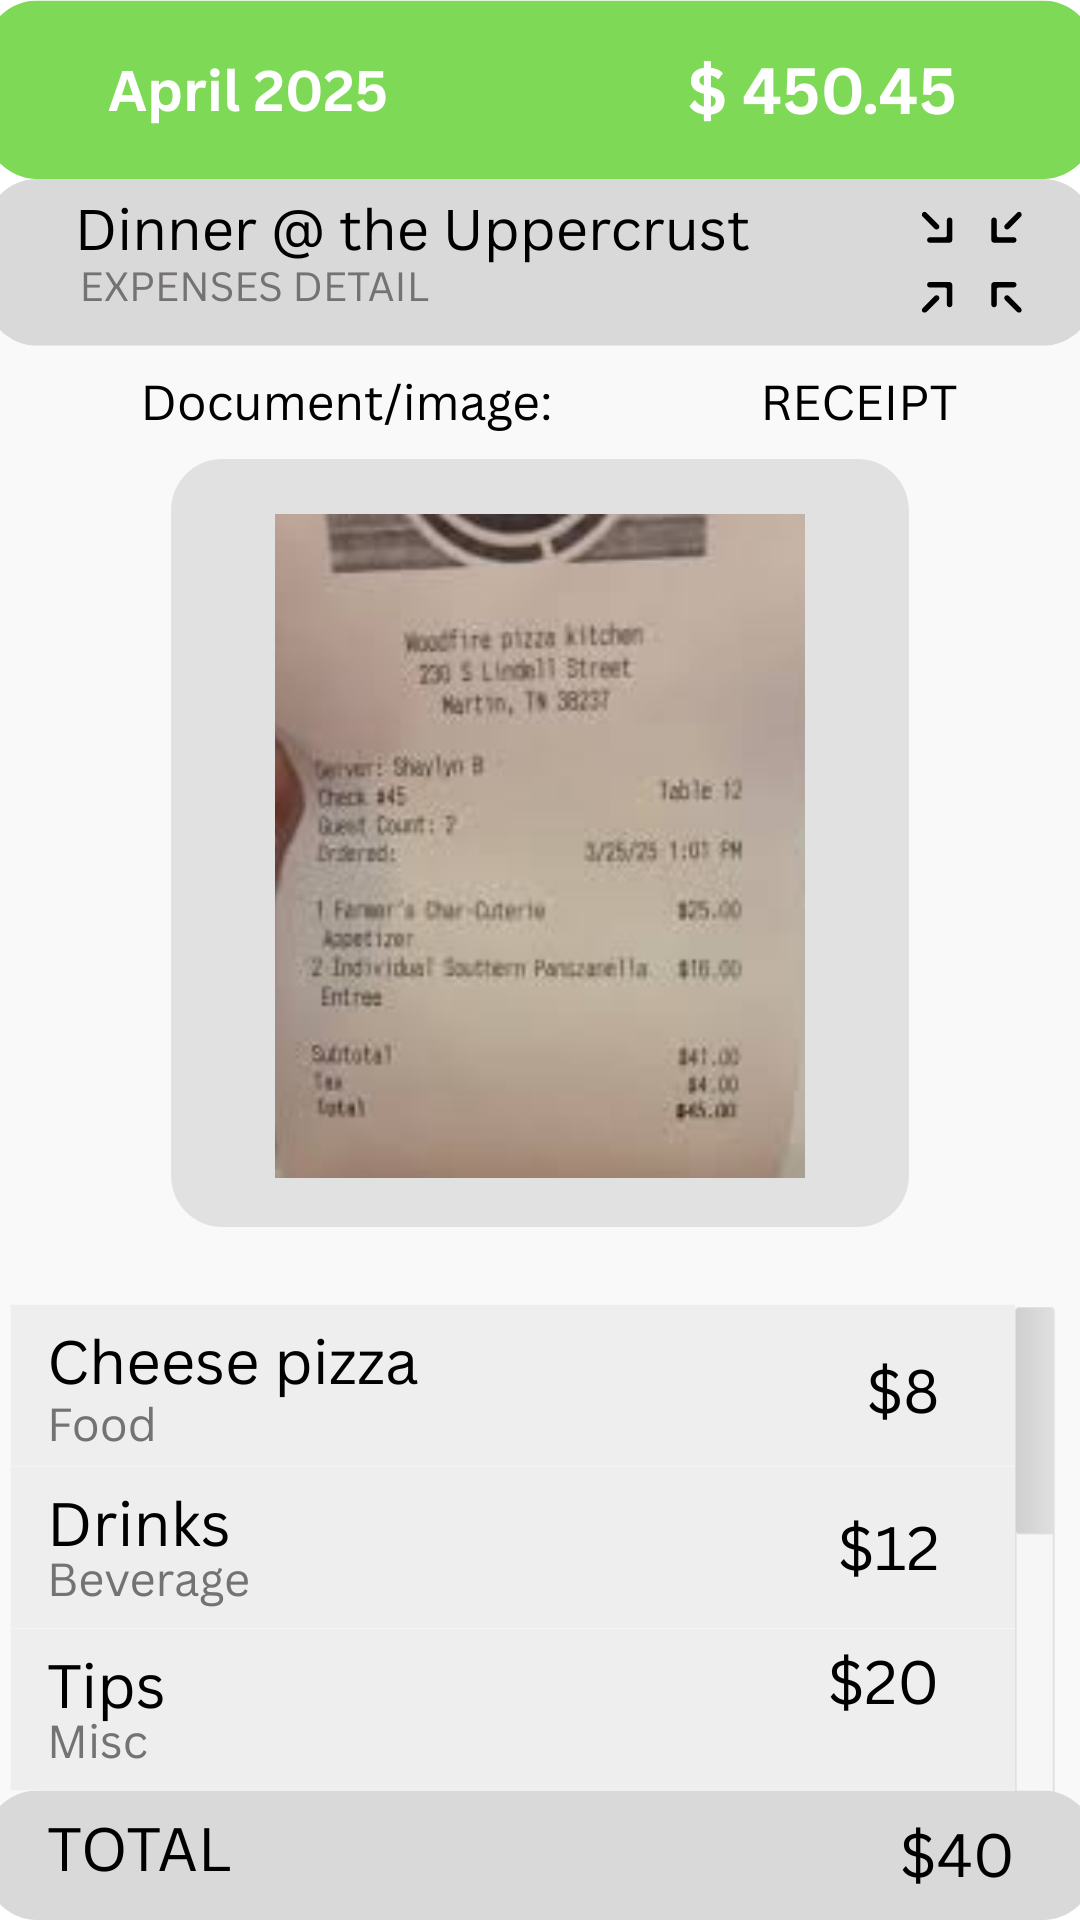 April 2025 $ 450.45
Dinner @ the Uppercrust
EXPENSES DETAIL
Document/image: RECEIPT
Woodfire pizza kitchen
230 S Lindell Street
Martin, TN 38237
Server: Shaylyn B
Check #45 Table 12
Guest Count: 2
Ordered: 3/25/25 1:01 PM
1 Farmer's Char-Cuterie $25.00
Appetizer
2 Individual Southern Panszanella $16.00
Entree
Subtotal $41.00
Tax $4.00
Total $45.00
Cheese pizza
Food
$8
Drinks
Beverage
$12
Tips
Misc
$20
TOTAL $40